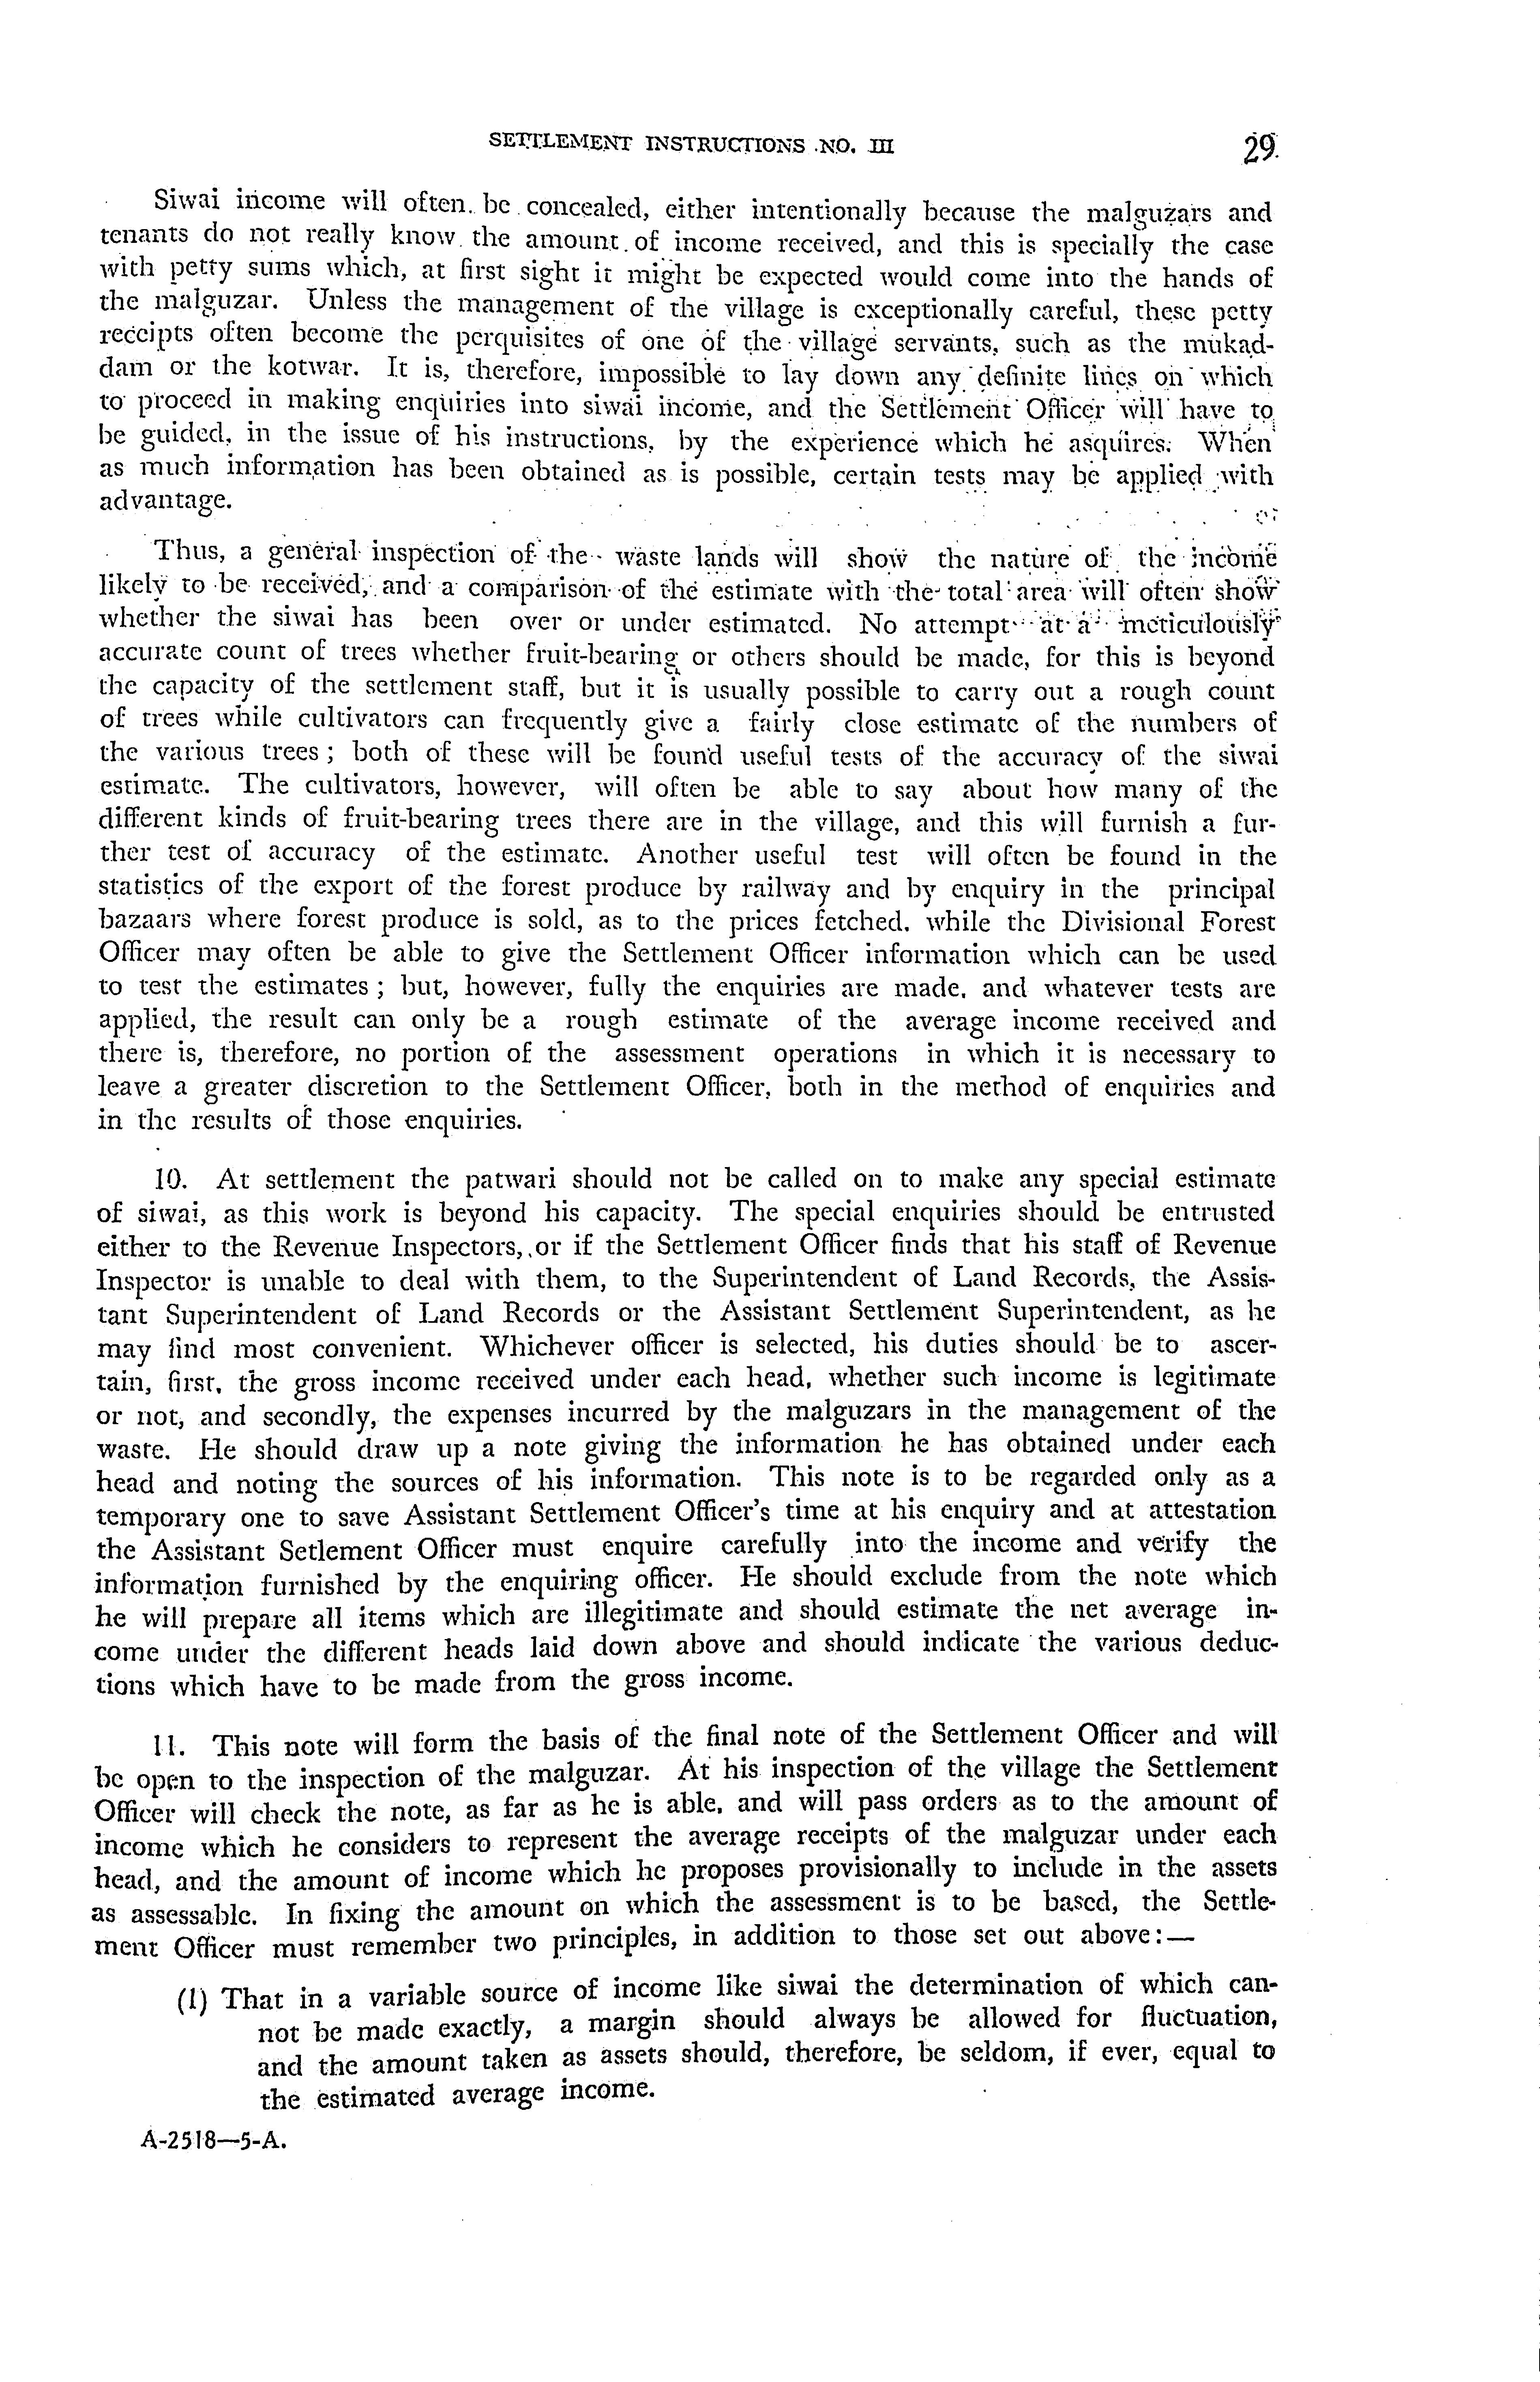 SETTLEMENT INSTRUCTIONS NO. III
29
Siwai income will often be concealed, either intentionally because the malguzars and
tenants do not really know the amount of income received, and this is specially the case
with petty sums which, at first sight it might be expected would come into the hands of
the malguzar. Unless the management of the village is exceptionally careful, these petty
receipts often become the perquisites of one of the village servants, such as the mukad-
dam or the kotwar. It is, therefore, impossible to lay down any definite lines on which
to proceed in making enquiries into siwai income, and the Settlement Officer will have to
be guided, in the issue of his instructions, by the experience which he asquires. When
as much information has been obtained as is possible, certain tests may be applied with
advantage.
Thus, a general inspection of the waste lands will show the nature of the income
likely to be received, and a comparison of the estimate with the total area will often show
whether the siwai has been over or under estimated. No attempt at a meticulously
accurate count of trees whether fruit-bearing or others should be made, for this is beyond
the capacity of the settlement staff, but it is usually possible to carry out a rough count
of trees while cultivators can frequently give a fairly close estimate of the numbers of
the various trees ; both of these will be found useful tests of the accuracy of the siwai
estimate. The cultivators, however, will often be able to say about how many of the
different kinds of fruit-bearing trees there are in the village, and this will furnish a fur-
ther test of accuracy of the estimate. Another useful test will often be found in the
statistics of the export of the forest produce by railway and by enquiry in the principal
bazaars where forest produce is sold, as to the prices fetched, while the Divisional Forest
Officer may often be able to give the Settlement Officer information which can be used
to test the estimates ; but, however, fully the enquiries are made, and whatever tests are
applied, the result can only be a rough estimate of the average income received and
there is, therefore, no portion of the assessment operations in which it is necessary to
leave a greater discretion to the Settlement Officer, both in the method of enquiries and
in the results of those enquiries.
10. At settlement the patwari should not be called on to make any special estimate
of siwai, as this work is beyond his capacity. The special enquiries should be entrusted
either to the Revenue Inspectors, or if the Settlement Officer finds that his staff of Revenue
Inspector is unable to deal with them, to the Superintendent of Land Records, the Assis-
tant Superintendent of Land Records or the Assistant Settlement Superintendent, as he
may find most convenient. Whichever officer is selected, his duties should be to ascer-
tain, first, the gross income received under each head, whether such income is legitimate
or not, and secondly, the expenses incurred by the malguzars in the management of the
waste. He should draw up a note giving the information he has obtained under each
head and noting the sources of his information. This note is to be regarded only as a
temporary one to save Assistant Settlement Officer's time at his enquiry and at attestation
the Assistant Setlement Officer must enquire carefully into the income and verify the
information furnished by the enquiring officer. He should exclude from the note which
he will prepare all items which are illegitimate and should estimate the net average in-
come under the different heads laid down above and should indicate the various deduc-
tions which have to be made from the gross income.
11. This note will form the basis of the final note of the Settlement Officer and will
be open to the inspection of the malguzar. At his inspection of the village the Settlement
Officer will check the note, as far as he is able, and will pass orders as to the amount of
income which he considers to represent the average receipts of the malguzar under each
head, and the amount of income which he proposes provisionally to include in the assets
as assessable. In fixing the amount on which the assessment is to be based, the Settle-
ment Officer must remember two principles, in addition to those set out above:—
(1) That in a variable source of income like siwai the determination of which can-
not be made exactly, a margin should always be allowed for fluctuation,
and the amount taken as assets should, therefore, be seldom, if ever, equal to
the estimated average income.
A-2518—5-A.